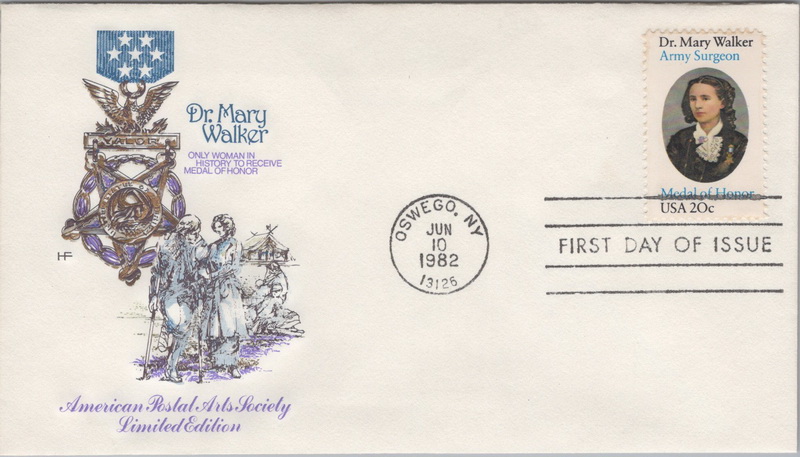 VALOR
Dr. Mary
Walker
ONLY WOMAN IN
HISTORY TO RECEIVE
MEDAL OF HONOR
HF
American Postal Arts Society
Limited Edition
OSWEGO, NY
JUN
10
1982
13126
Dr. Mary Walker
Army Surgeon
Medal of Honor
USA 20c
FIRST DAY OF ISSUE